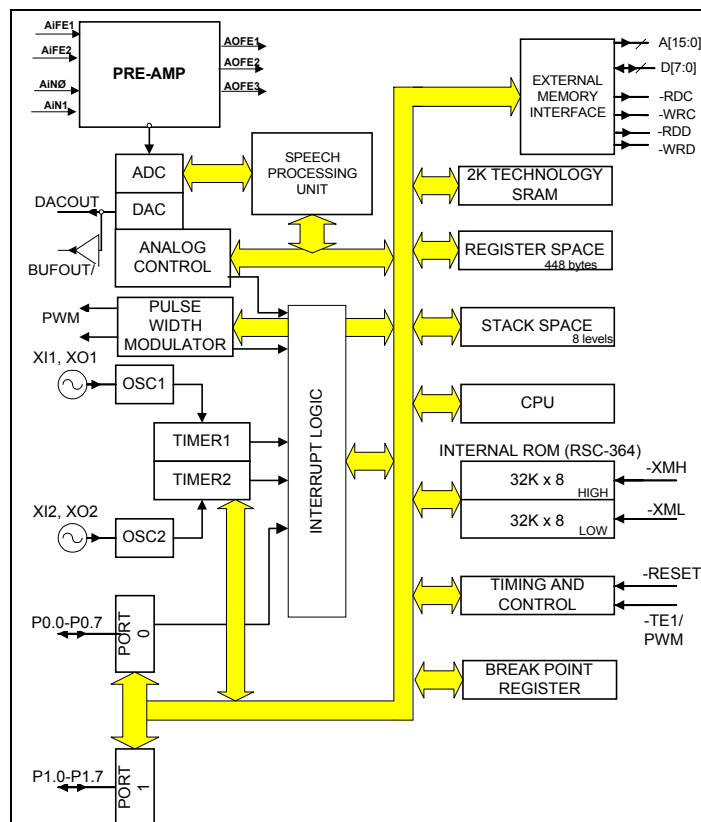 AiFE1
AiFE2
AiNØ
AiN1
PRE-AMP
AOFE1
AOFE2
AOFE3
EXTERNAL
MEMORY
INTERFACE
A[15:0]
D[7:0]
-RDC
-WRC
-RDD
-WRD
ADC
DAC
ANALOG
CONTROL
DACOUT
BUFOUT/
SPEECH
PROCESSING
UNIT
2K TECHNOLOGY
SRAM
REGISTER SPACE
448 bytes
PWM
PULSE
WIDTH
MODULATOR
STACK SPACE
8 levels
XI1, XO1
OSC1
CPU
TIMER1
TIMER2
INTERRUPT LOGIC
INTERNAL ROM (RSC-364)
32K x 8
HIGH
32K x 8
LOW
-XMH
-XML
XI2, XO2
OSC2
TIMING AND
CONTROL
-RESET
-TE1/
PWM
P0.0-P0.7
PORT
0
BREAK POINT
REGISTER
P1.0-P1.7
PORT
1